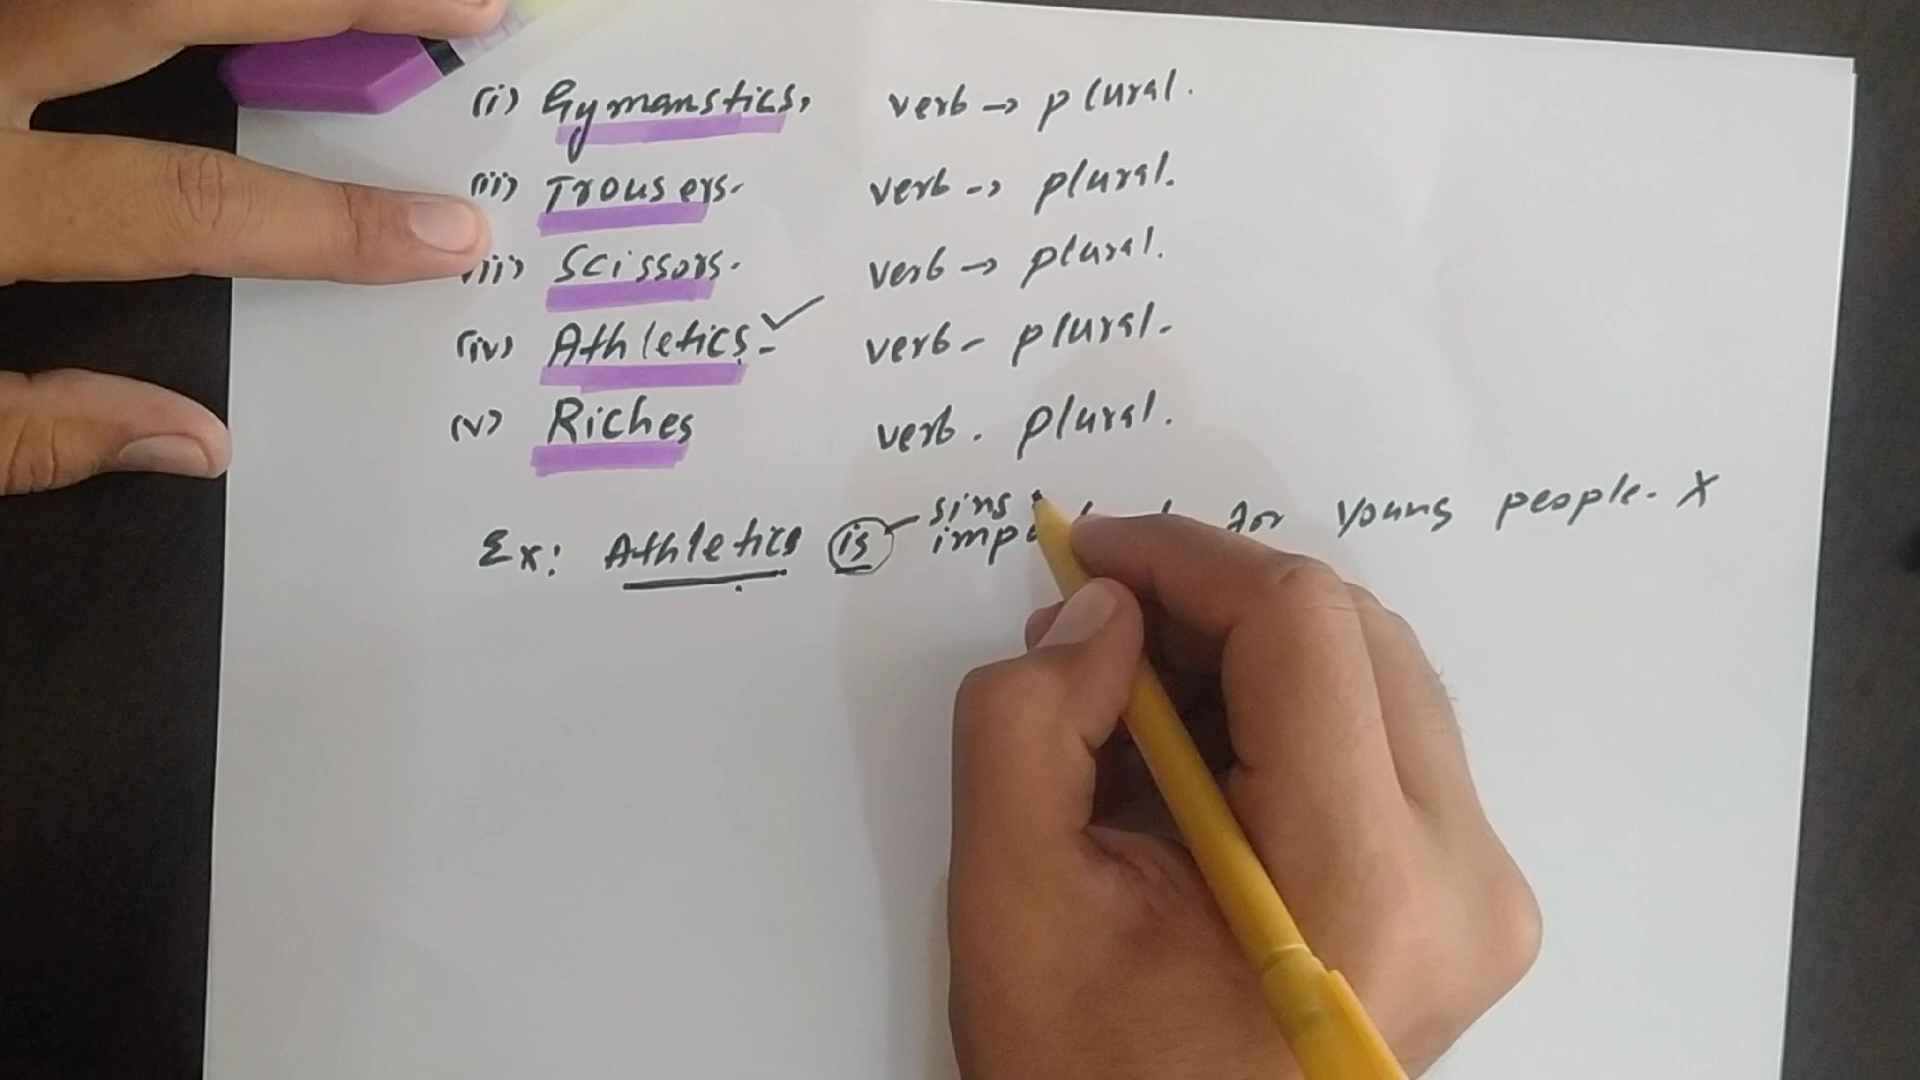 (i) Gymanstics, verb → plural.
(ii) Trousers. verb → plural.
(iii) Scissors. verb → plural.
(iv) Athletics. verb - plural.
(v) Riches verb. plural.
sing
Ex: Athletics is for young people. X